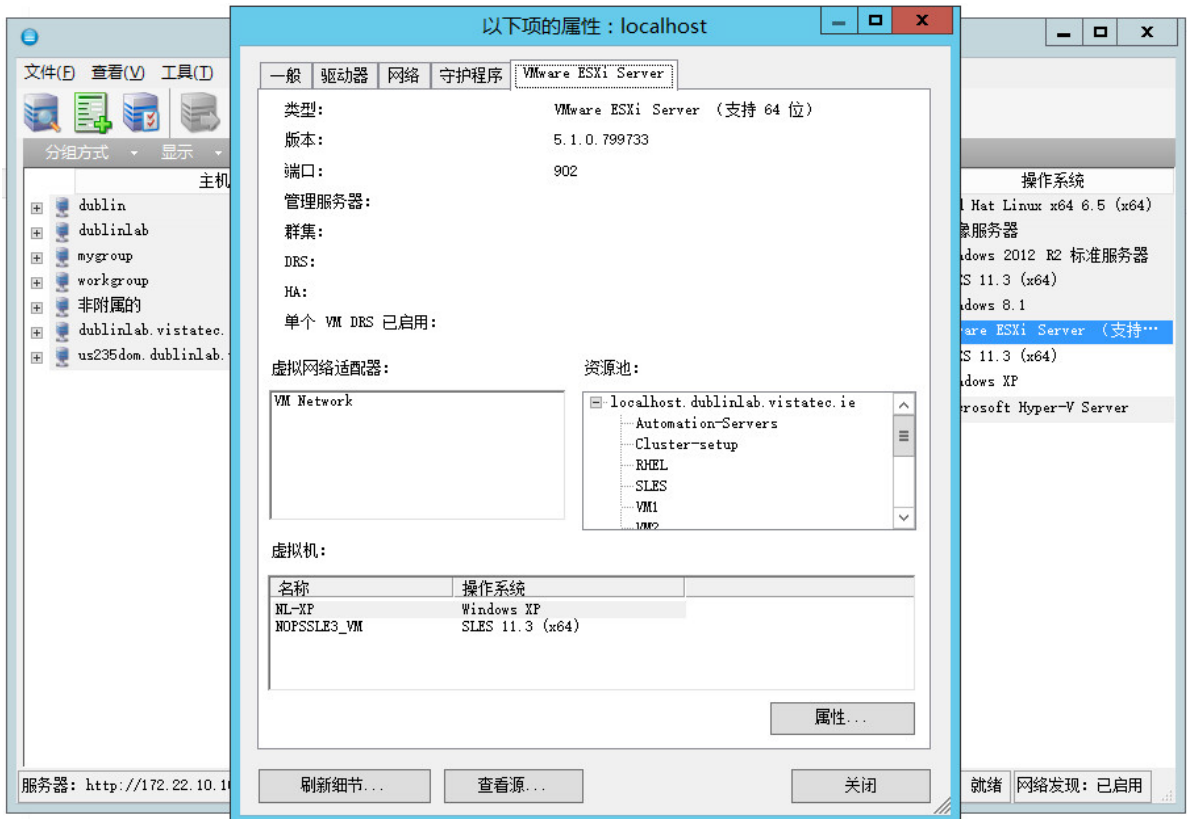 以下项的属性：localhost
文件(F) 查看(V) 工具(T)
分组方式 显示
主机
dublin
dublinlab
mygroup
workgroup
非附属的
dublinlab.vistatec.
us235dom.dublinlab.
服务器: http://172.22.10.1
一般 驱动器 网络 守护程序 VMware ESXi Server
类型: VMware ESXi Server （支持 64 位）
版本: 5.1.0.799733
端口: 902
管理服务器:
群集:
DRS:
HA:
单个 VM DRS 已启用:
虚拟网络适配器: 资源池:
VM Network
localhost.dublinlab.vistatec.ie
Automation-Servers
Cluster-setup
RHEL
SLES
VM1
VM2
虚拟机:
名称 操作系统
NL-XP Windows XP
NOPSSLE3_VM SLES 11.3 (x64)
属性...
刷新细节... 查看源... 关闭
操作系统
Hat Linux x64 6.5 (x64)
像服务器
dows 2012 R2 标准服务器
ES 11.3 (x64)
dows 8.1
are ESXi Server （支持…
ES 11.3 (x64)
dows XP
rosoft Hyper-V Server
就绪 网络发现: 已启用